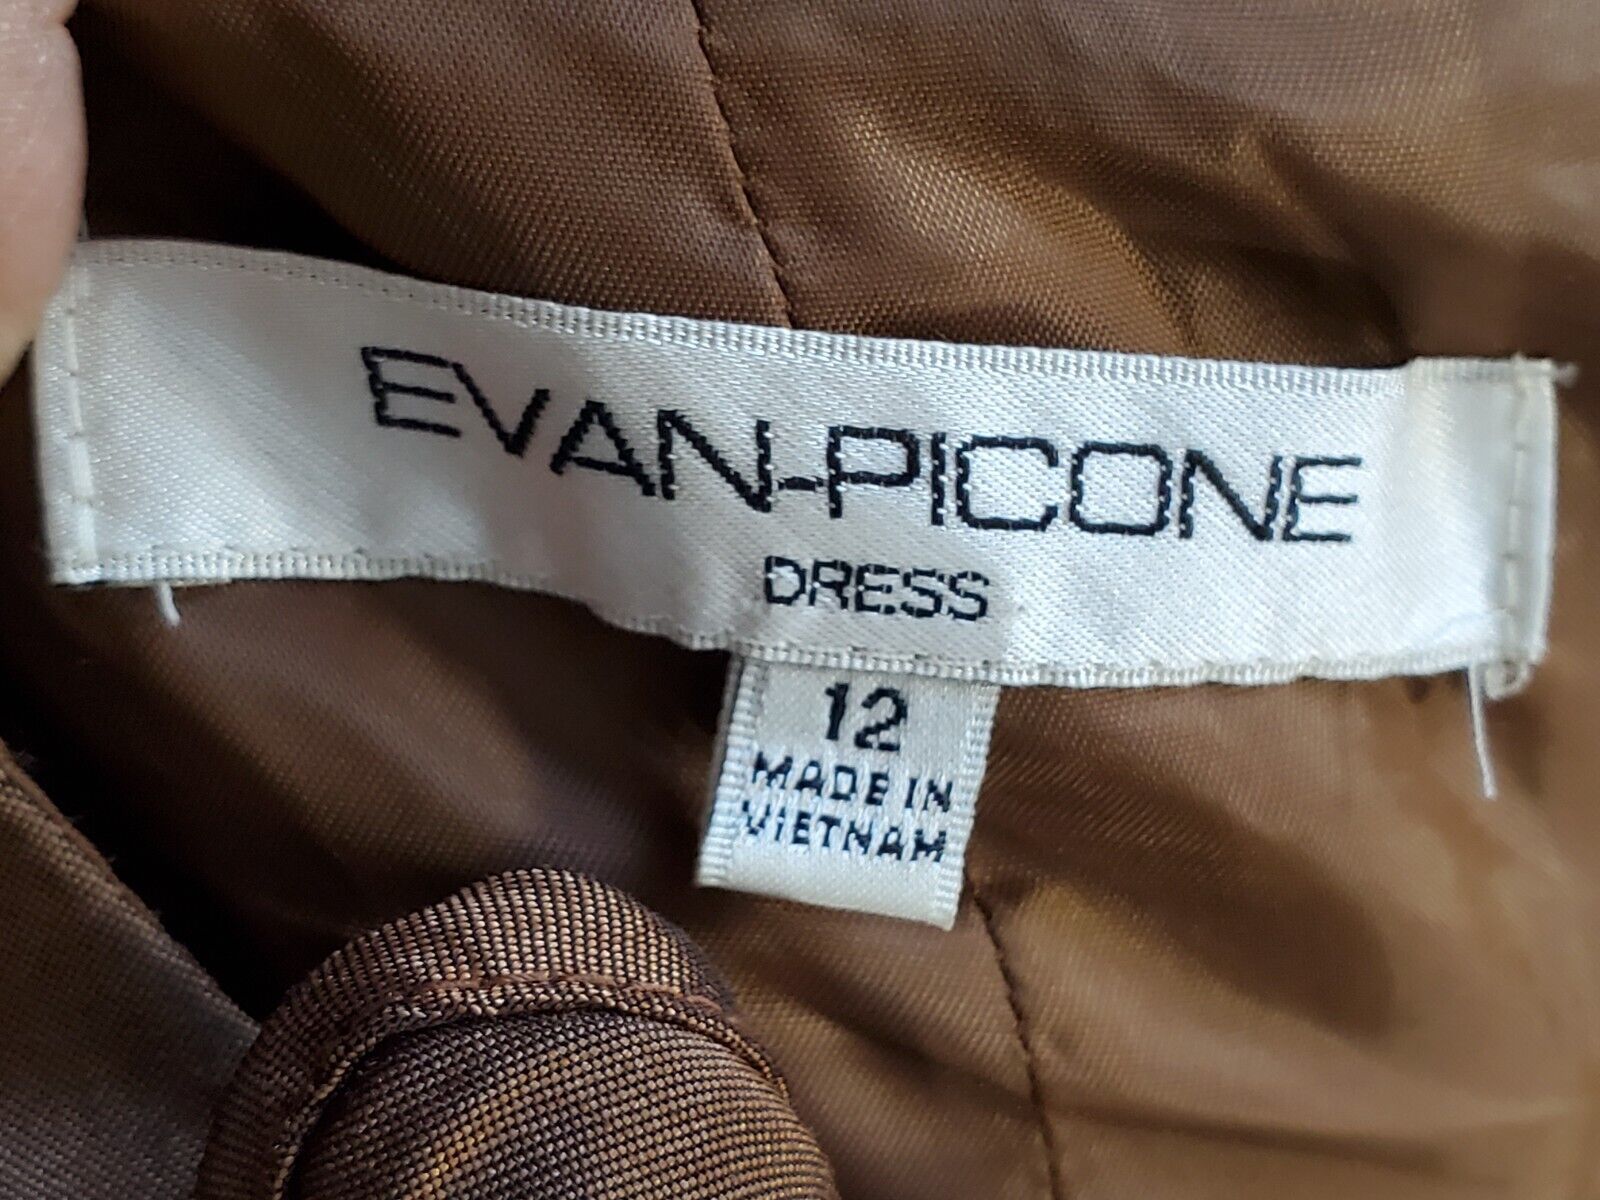 EVAN-PICONE
DRESS
12
MADE IN
VIETNAM